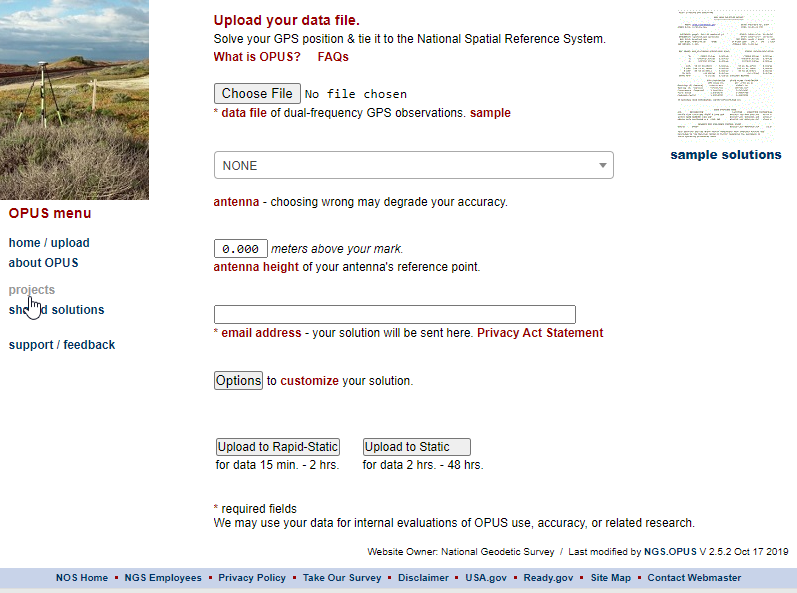 Upload your data file.
Solve your GPS position & tie it to the National Spatial Reference System.
What is OPUS? FAQs
Choose File No file chosen
* data file of dual-frequency GPS observations. sample
sample solutions
NONE
antenna - choosing wrong may degrade your accuracy.
0.000 meters above your mark.
antenna height of your antenna's reference point.
* email address - your solution will be sent here. Privacy Act Statement
Options to customize your solution.
Upload to Rapid-Static Upload to Static
for data 15 min. - 2 hrs. for data 2 hrs. - 48 hrs.
* required fields
We may use your data for internal evaluations of OPUS use, accuracy, or related research.
OPUS menu
home / upload
about OPUS
projects
solutions
support / feedback
Website Owner: National Geodetic Survey / Last modified by NGS.OPUS V 2.5.2 Oct 17 2019
NOS Home ▪ NGS Employees ▪ Privacy Policy ▪ Take Our Survey ▪ Disclaimer ▪ USA.gov ▪ Ready.gov ▪ Site Map ▪ Contact Webmaster